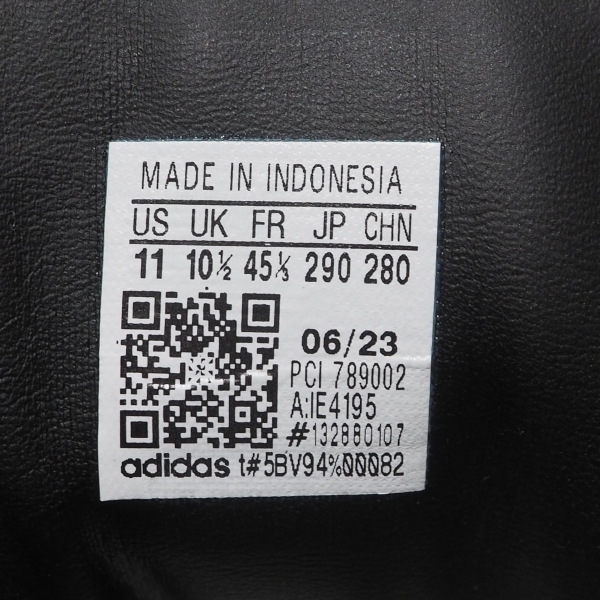 MADE IN INDONESIA
US UK FR JP CHN
11 10½ 45⅓ 290 280
06/23
PCI 789002
A:IE4195
#132880107
adidas t#5BV94%00082